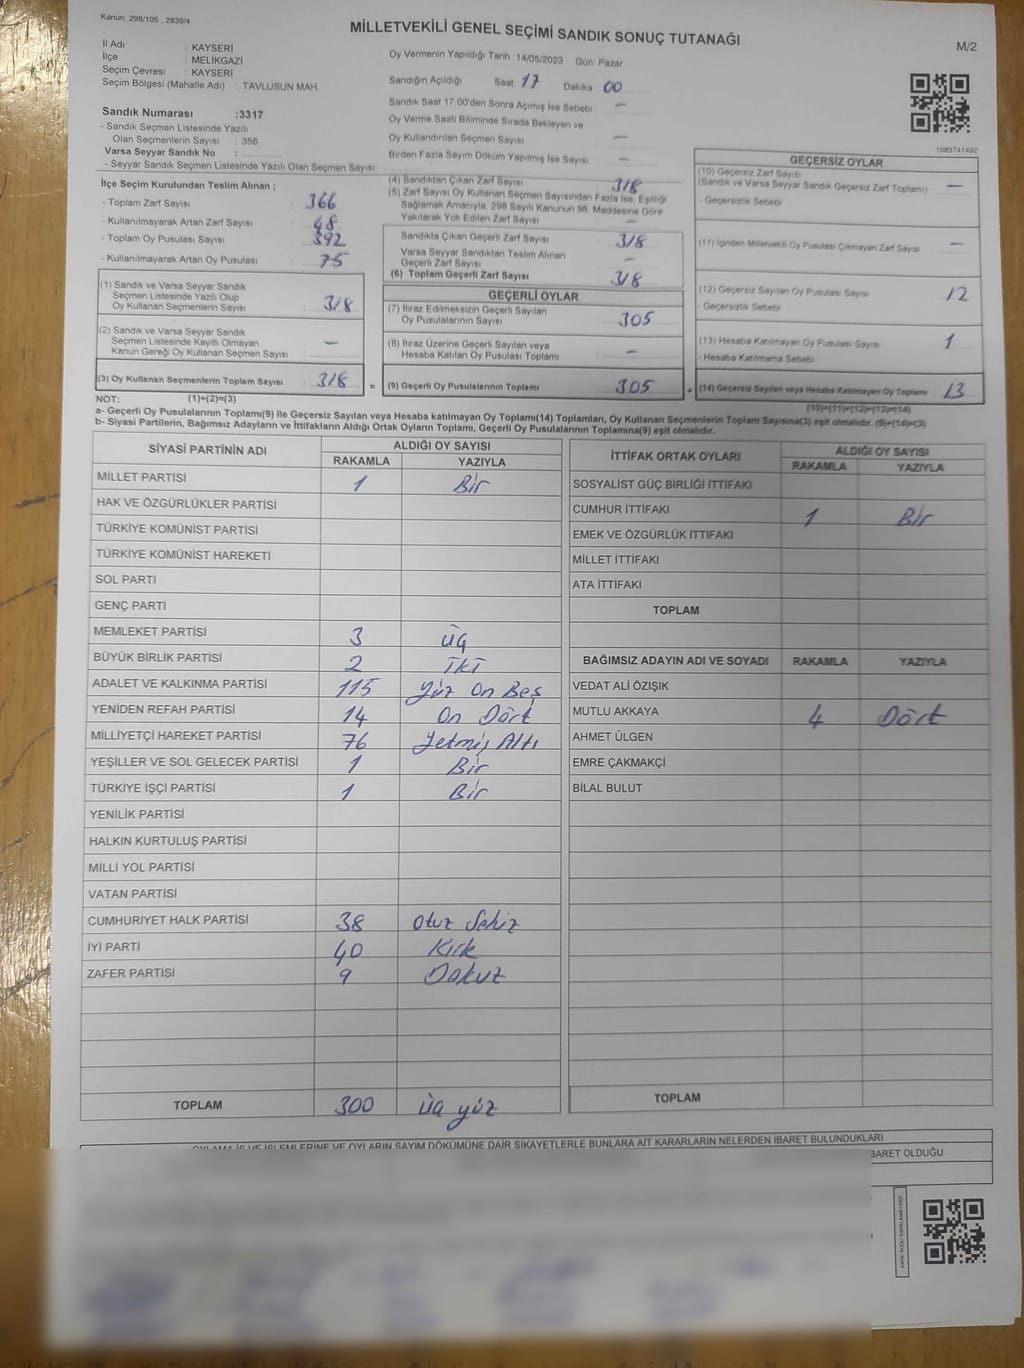 Kanun; 298/105 , 2839/4
MİLLETVEKİLİ GENEL SEÇİMİ SANDIK SONUÇ TUTANAĞI
M/2
İl Adı : KAYSERİ
İlçe : MELİKGAZİ
Seçim Çevresi : KAYSERİ
Seçim Bölgesi (Mahalle Adı) : TAVLUSUN MAH.
Oy Vermenin Yapıldığı Tarih :14/05/2023 Gün: Pazar
Sandığın Açıldığı Saat 17 Dakika 00
Sandık Saat 17:00'den Sonra Açımış İse Sebebi : —
Oy Verme Saati Bitiminde Sırada Bekleyen ve
Oy Kullandırılan Seçmen Sayısı : —
Birden Fazla Sayım Döküm Yapılmış İse Sayısı : —
Sandık Numarası :3317
- Sandık Seçmen Listesinde Yazılı
Olan Seçmenlerin Sayısı : 356
Varsa Seyyar Sandık No :
- Seyyar Sandık Seçmen Listesinde Yazılı Olan Seçmen Sayısı:
1083741492
İlçe Seçim Kurulundan Teslim Alınan ;
- Toplam Zarf Sayısı : 366
- Kullanılmayarak Artan Zarf Sayısı : 48
- Toplam Oy Pusulası Sayısı : 392
- Kullanılmayarak Artan Oy Pusulası : 75
(1) Sandık ve Varsa Seyyar Sandık
Seçmen Listesinde Yazılı Olup
Oy Kullanan Seçmenlerin Sayısı : 318
(2) Sandık ve Varsa Seyyar Sandık
Seçmen Listesinde Kayıtlı Olmayan
Kanun Gereği Oy Kullanan Seçmen Sayısı : —
(3) Oy Kullanan Seçmenlerin Toplam Sayısı : 318
(4) Sandıktan Çıkan Zarf Sayısı : 318
(5) Zarf Sayısı Oy Kullanan Seçmen Sayısından Fazla İse, Eşitliği
Sağlamak Amacıyla; 298 Sayılı Kanunun 98. Maddesine Göre
Yakılarak Yok Edilen Zarf Sayısı : —
Sandıkta Çıkan Geçerli Zarf Sayısı : 318
Varsa Seyyar Sandıktan Teslim Alınan
Geçerli Zarf Sayısı : —
(6) Toplam Geçerli Zarf Sayısı : 318
GEÇERLİ OYLAR
(7) İtiraz Edilmeksizin Geçerli Sayılan
Oy Pusulalarının Sayısı : 305
(8) İtiraz Üzerine Geçerli Sayılan veya
Hesaba Katılan Oy Pusulası Toplamı : —
= (9) Geçerli Oy Pusulalarının Toplamı : 305
GEÇERSİZ OYLAR
(10) Geçersiz Zarf Sayısı
(Sandık ve Varsa Seyyar Sandık Geçersiz Zarf Toplamı) : —
- Geçersizlik Sebebi :
(11) İçinden Milletvekili Oy Pusulası Çıkmayan Zarf Sayısı : —
(12) Geçersiz Sayılan Oy Pusulası Sayısı : 12
- Geçersizlik Sebebi :
(13) Hesaba Katılmayan Oy Pusulası Sayısı : 1
- Hesaba Katılmama Sebebi
+ (14) Geçersiz Sayılan veya Hesaba Katılmayan Oy Toplamı : 13
NOT: (1)+(2)=(3)
(10)+(11)+(12)+(13)=(14)
a- Geçerli Oy Pusulalarının Toplamı(9) ile Geçersiz Sayılan veya Hesaba katılmayan Oy Toplamı(14) Toplamları, Oy Kullanan Seçmenlerin Toplam Sayısına(3) eşit olmalıdır. (9)+(14)=(3)
b- Siyasi Partilerin, Bağımsız Adayların ve İttifakların Aldığı Ortak Oyların Toplamı, Geçerli Oy Pusulalarının Toplamına(9) eşit olmalıdır.
SİYASİ PARTİNİN ADI ALDIĞI OY SAYISI
RAKAMLA YAZIYLA
MİLLET PARTİSİ 1 Bir
HAK VE ÖZGÜRLÜKLER PARTİSİ
TÜRKİYE KOMÜNİST PARTİSİ
TÜRKİYE KOMÜNİST HAREKETİ
SOL PARTİ
GENÇ PARTİ
MEMLEKET PARTİSİ 3 üç
BÜYÜK BİRLİK PARTİSİ 2 İki
ADALET VE KALKINMA PARTİSİ 115 Yüz On Beş
YENİDEN REFAH PARTİSİ 14 On Dört
MİLLİYETÇİ HAREKET PARTİSİ 76 Yetmiş Altı
YEŞİLLER VE SOL GELECEK PARTİSİ 1 Bir
TÜRKİYE İŞÇİ PARTİSİ 1 Bir
YENİLİK PARTİSİ
HALKIN KURTULUŞ PARTİSİ
MİLLİ YOL PARTİSİ
VATAN PARTİSİ
CUMHURİYET HALK PARTİSİ 38 Otuz Sekiz
İYİ PARTİ 40 Kırk
ZAFER PARTİSİ 9 Dokuz
TOPLAM 300 üç yüz
İTTİFAK ORTAK OYLARI ALDIĞI OY SAYISI
RAKAMLA YAZIYLA
SOSYALİST GÜÇ BİRLİĞİ İTTİFAKI
CUMHUR İTTİFAKI 1 Bir
EMEK VE ÖZGÜRLÜK İTTİFAKI
MİLLET İTTİFAKI
ATA İTTİFAKI
TOPLAM
BAĞIMSIZ ADAYIN ADI VE SOYADI RAKAMLA YAZIYLA
VEDAT ALİ ÖZIŞIK
MUTLU AKKAYA 4 Dört
AHMET ÜLGEN
EMRE ÇAKMAKÇİ
BİLAL BULUT
TOPLAM
OYLAMA İŞ VE İŞLEMLERİNE VE OYLARIN SAYIM DÖKÜMÜNE DAİR ŞİKAYETLERLE BUNLARA AİT KARARLARIN NELERDEN İBARET BULUNDUKLARI
BARET OLDUĞU